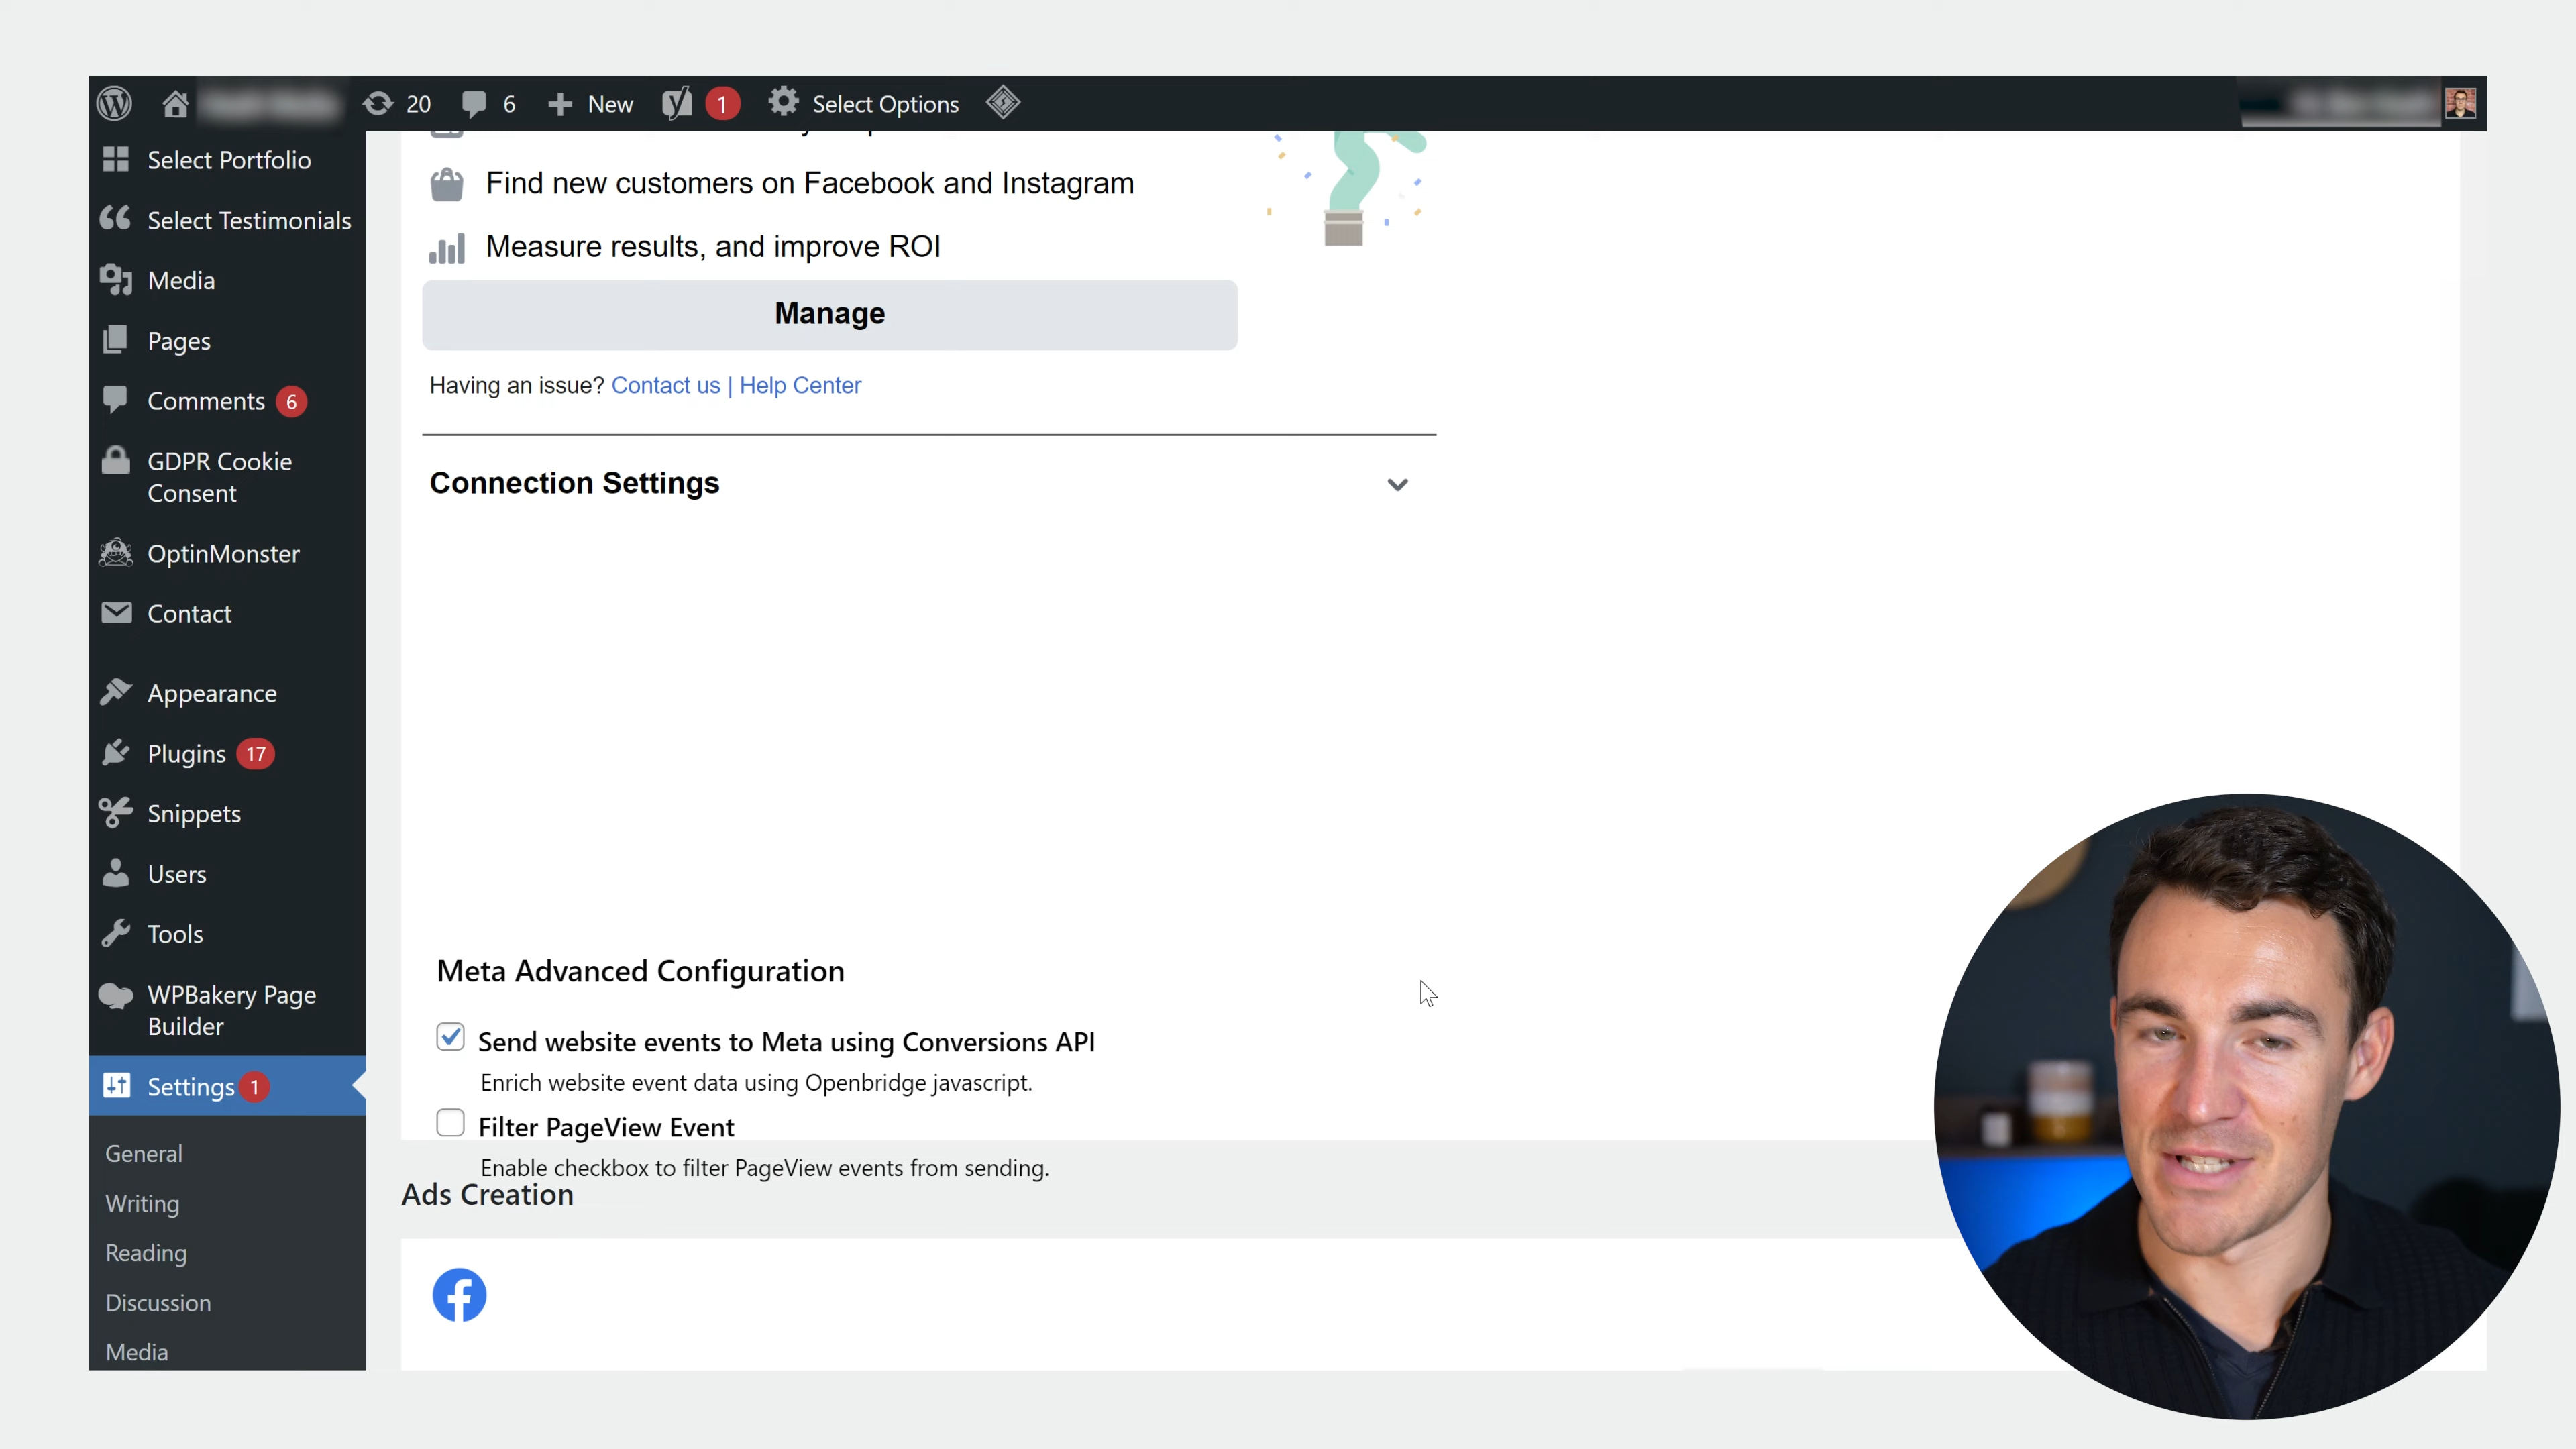 20
6
New
1
Select Options
Select Portfolio
Select Testimonials
Media
Pages
Comments 6
GDPR Cookie
Consent
OptinMonster
Contact
Appearance
Plugins 17
Snippets
Users
Tools
WPBakery Page
Builder
Settings 1
General
Writing
Reading
Discussion
Media
Find new customers on Facebook and Instagram
Measure results, and improve ROI
Manage
Having an issue? Contact us | Help Center
Connection Settings
Meta Advanced Configuration
Send website events to Meta using Conversions API
Enrich website event data using Openbridge javascript.
Filter PageView Event
Enable checkbox to filter PageView events from sending.
Ads Creation